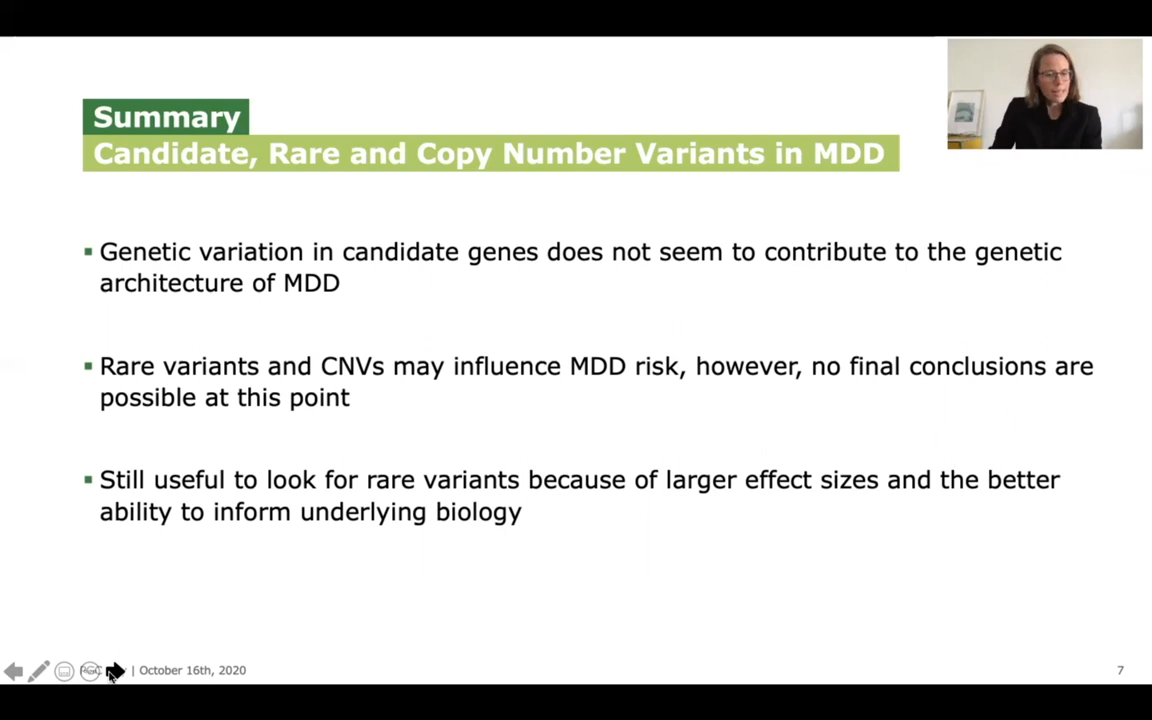 Summary
Candidate, Rare and Copy Number Variants in MDD
▪ Genetic variation in candidate genes does not seem to contribute to the genetic
architecture of MDD
▪ Rare variants and CNVs may influence MDD risk, however, no final conclusions are
possible at this point
▪ Still useful to look for rare variants because of larger effect sizes and the better
ability to inform underlying biology
| October 16th, 2020
7